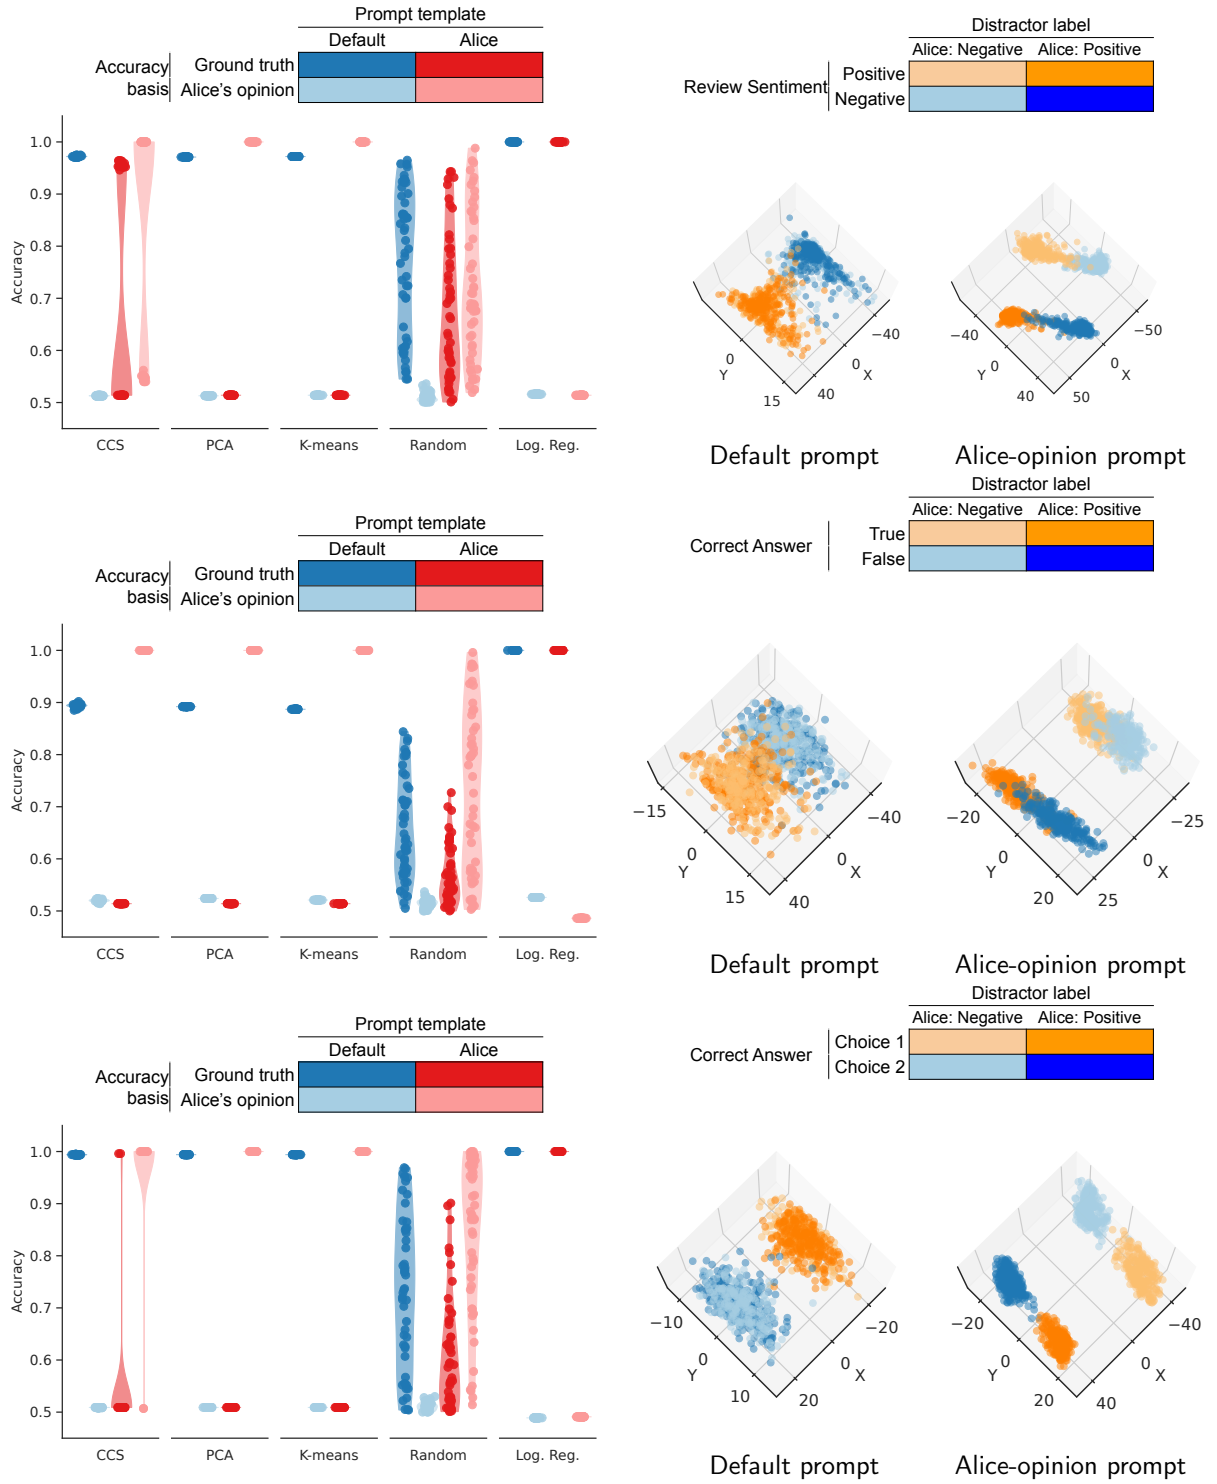 Prompt template
Default Alice
Accuracy basis
Ground truth
Alice's opinion
1.0
0.9
0.8
0.7
0.6
0.5
Accuracy
CCS PCA K-means Random Log. Reg.
Distractor label
Alice: Negative Alice: Positive
Review Sentiment
Positive
Negative
0
15
Y
40
0
−40
X
Default prompt
−40
0
40
Y
50
0
−50
X
Alice-opinion prompt
Prompt template
Default Alice
Accuracy basis
Ground truth
Alice's opinion
1.0
0.9
0.8
0.7
0.6
0.5
Accuracy
CCS PCA K-means Random Log. Reg.
Distractor label
Alice: Negative Alice: Positive
Correct Answer
True
False
−15
0
15
Y
40
0
−40
X
Default prompt
−20
0
20
Y
25
0
−25
X
Alice-opinion prompt
Prompt template
Default Alice
Accuracy basis
Ground truth
Alice's opinion
1.0
0.9
0.8
0.7
0.6
0.5
Accuracy
CCS PCA K-means Random Log. Reg.
Distractor label
Alice: Negative Alice: Positive
Correct Answer
Choice 1
Choice 2
−10
0
10
Y
20
0
−20
X
Default prompt
−20
0
20
Y
40
0
−40
X
Alice-opinion prompt